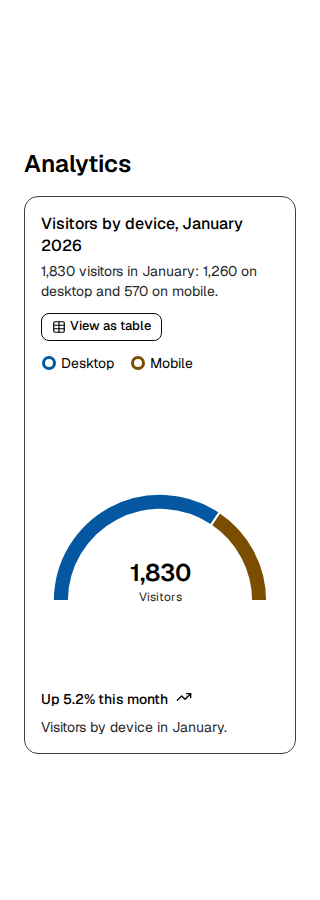 Analytics
Visitors by device, January
2026
1,830 visitors in January: 1,260 on
desktop and 570 on mobile.
View as table
Desktop
Mobile
1,830
Visitors
Up 5.2% this month
Visitors by device in January.